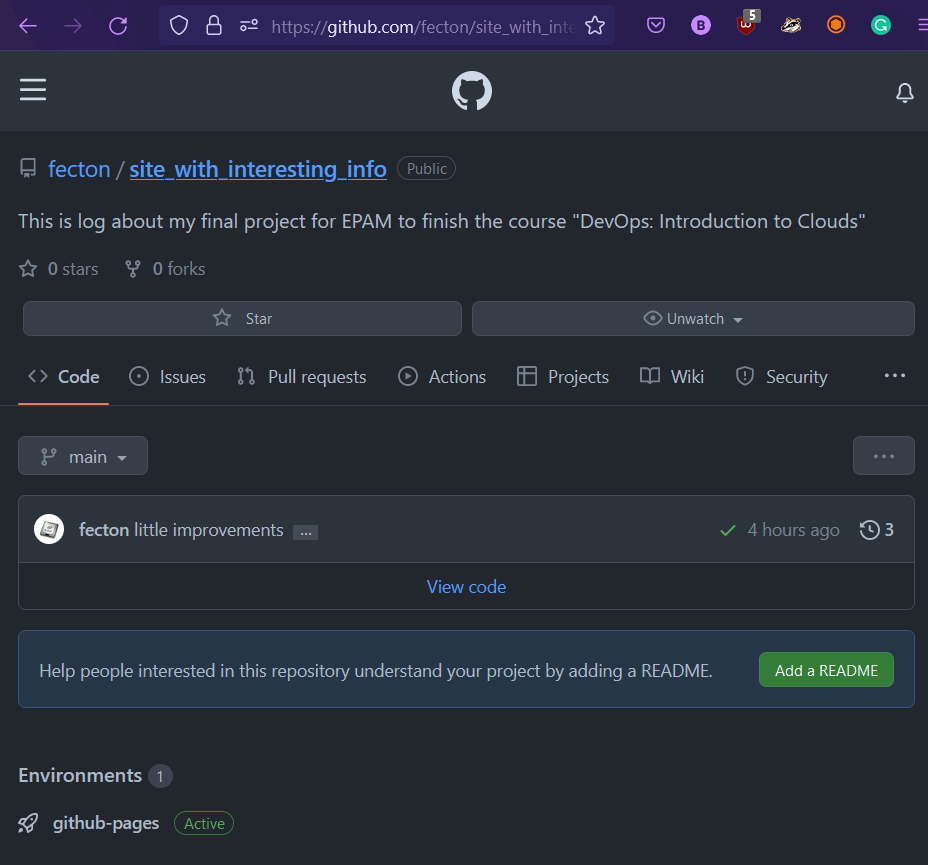 5
B
https://github.com/fecton/site_with_inte
fecton / site_with_interesting_info Public
This is log about my final project for EPAM to finish the course "DevOps: Introduction to Clouds"
0 stars 0 forks
Star Unwatch
Code Issues Pull requests Actions Projects Wiki Security ...
main ...
fecton little improvements ... 4 hours ago 3
View code
Help people interested in this repository understand your project by adding a README. Add a README
Environments 1
github-pages Active